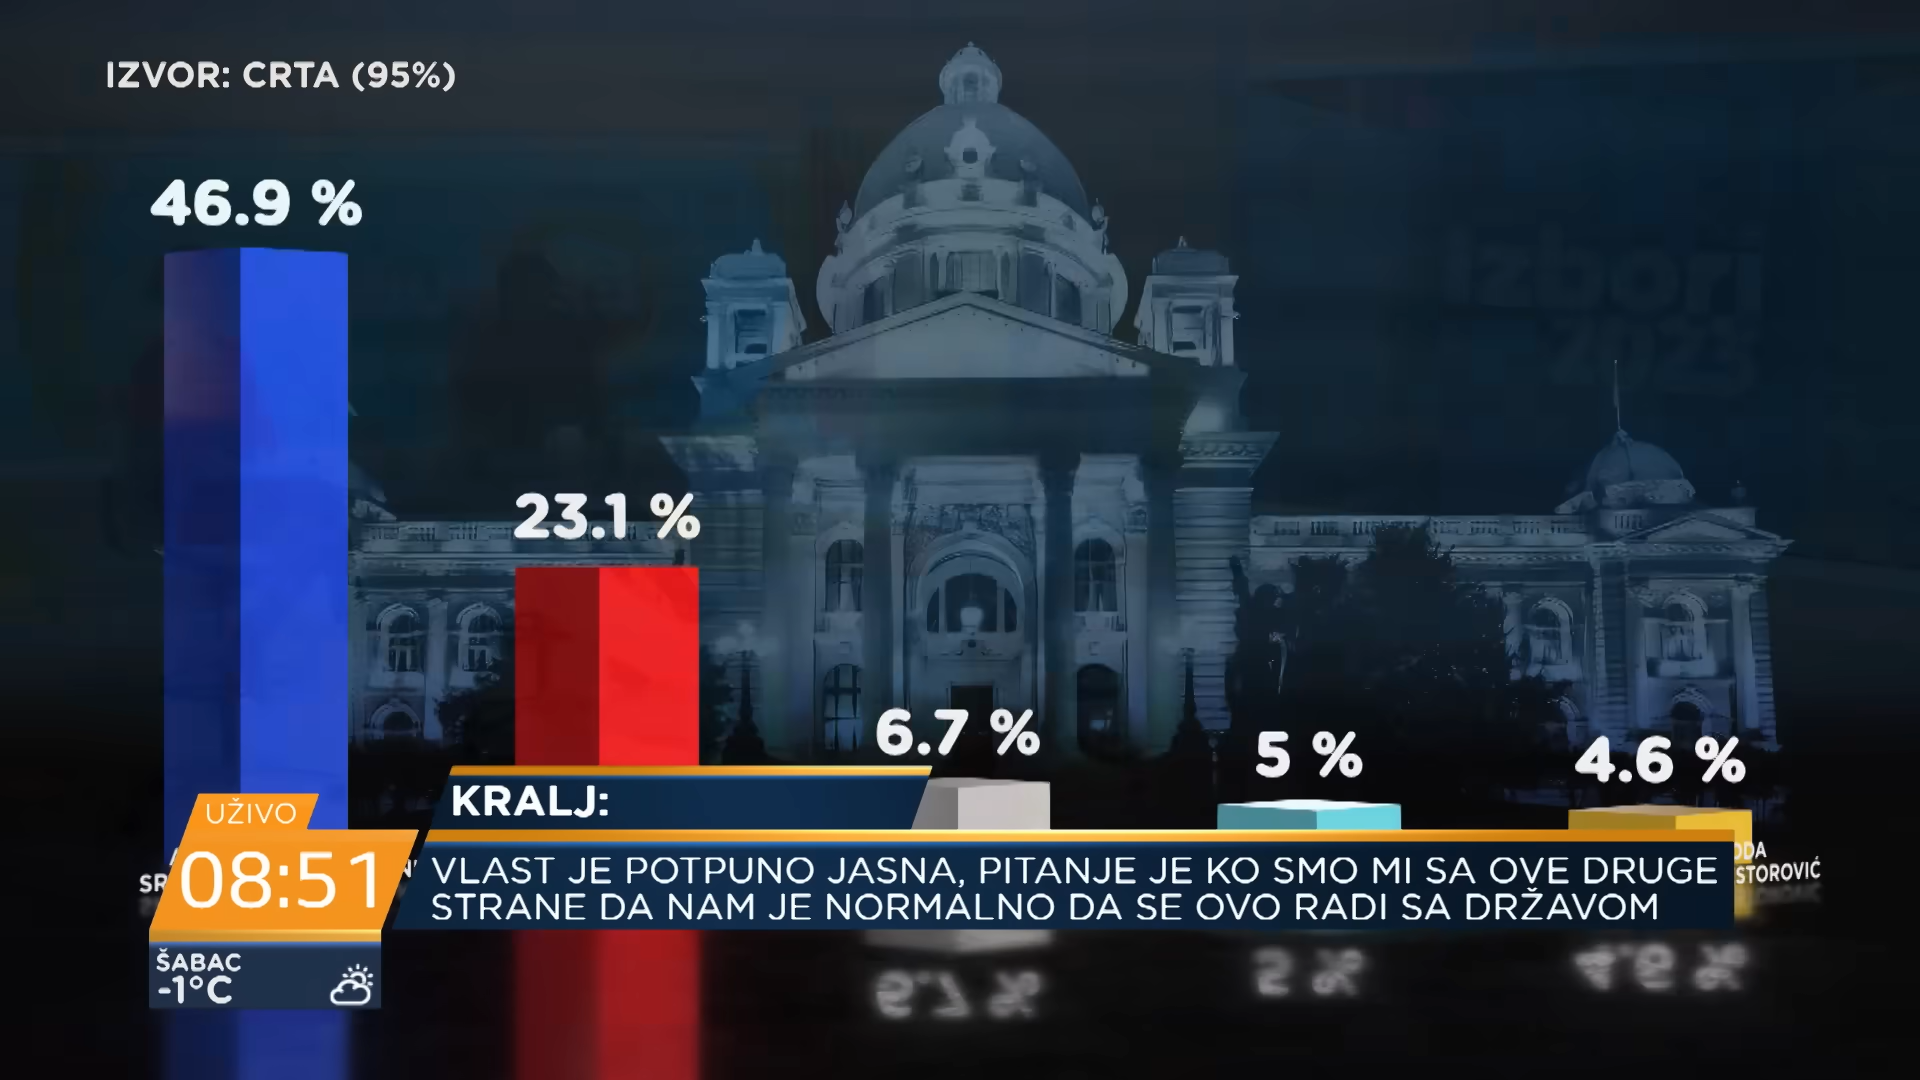 IZVOR: CRTA (95%)
46.9 %
Izbori
2023
23.1 %
6.7 %
5 %
4.6 %
KRALJ:
UŽIVO
08:51
VLAST JE POTPUNO JASNA, PITANJE JE KO SMO MI SA OVE DRUGE
STRANE DA NAM JE NORMALNO DA SE OVO RADI SA DRŽAVOM
ŠABAC
-1°C